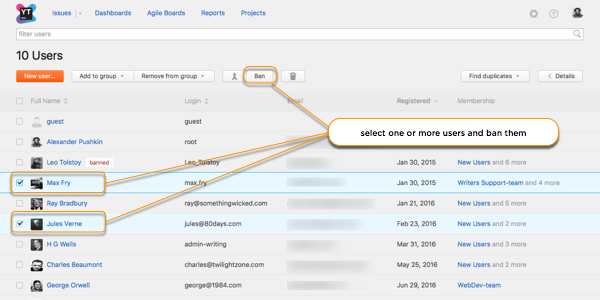 YT
Issues Dashboards Agile Boards Reports Projects
filter users
10 Users
New user... Add to group Remove from group Ban Find duplicates Details
Full Name Login Email Registered Membership
guest guest
Alexander Pushkin root
select one or more users and ban them
Leo Tolstoy banned Leo_Tolstoy Jan 30, 2015 New Users and 6 more
Max Fry max.fry Jan 30, 2015 Writers Support-team and 4 more
Ray Bradbury ray@somethingwicked.com Jan 21, 2016 New Users and 5 more
Jules Verne jules@80days.com Feb 23, 2016 New Users and 2 more
H G Wells admin-writing Mar 31, 2016 New Users and 3 more
Charles Beaumont charles@twilightzone.com May 25, 2016 New Users and 2 more
George Orwell george@1984.com Jun 29, 2016 WebDev-team